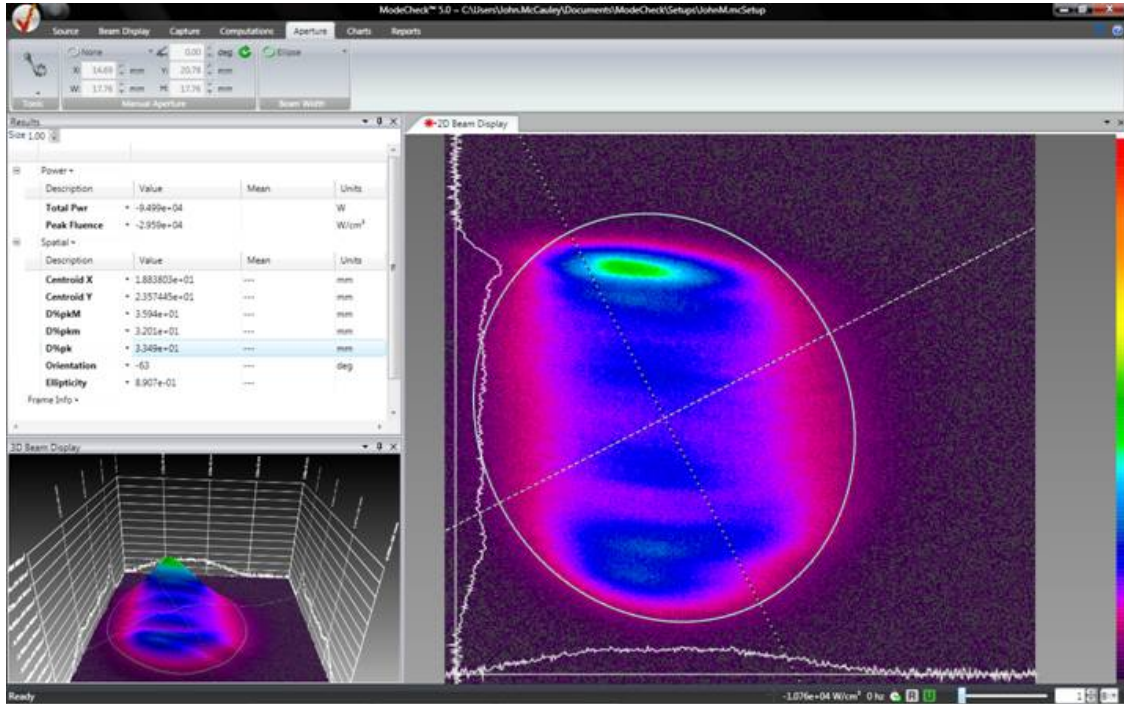 ModeCheck™ 5.0 - C:\Users\John.McCauley\Documents\ModeCheck\Setups\JohnM.mcSetup
Source Beam Display Capture Computations Aperture Charts Reports
None 0.00 deg Ellipse
X: 14.69 mm Y: 20.78 mm
W: 17.76 mm H: 17.76 mm
Tools Manual Aperture Beam Width
Results
Size 1.00
Power
Description Value Mean Units
Total Pwr -9.499e+04 W
Peak Fluence -2.959e+04
Spatial
Description Value Mean Units
Centroid X 1.883803e+01 --- mm
Centroid Y 2.357445e+01 --- mm
D%pkM 3.594e+01 --- mm
D%pkm 3.201e+01 --- mm
D%pk 3.349e+01 --- mm
Orientation -63 --- deg
Ellipticity 8.907e-01 ---
Frame Info
2D Beam Display
3D Beam Display
Ready
-1.076e+04 0 hz R U 1